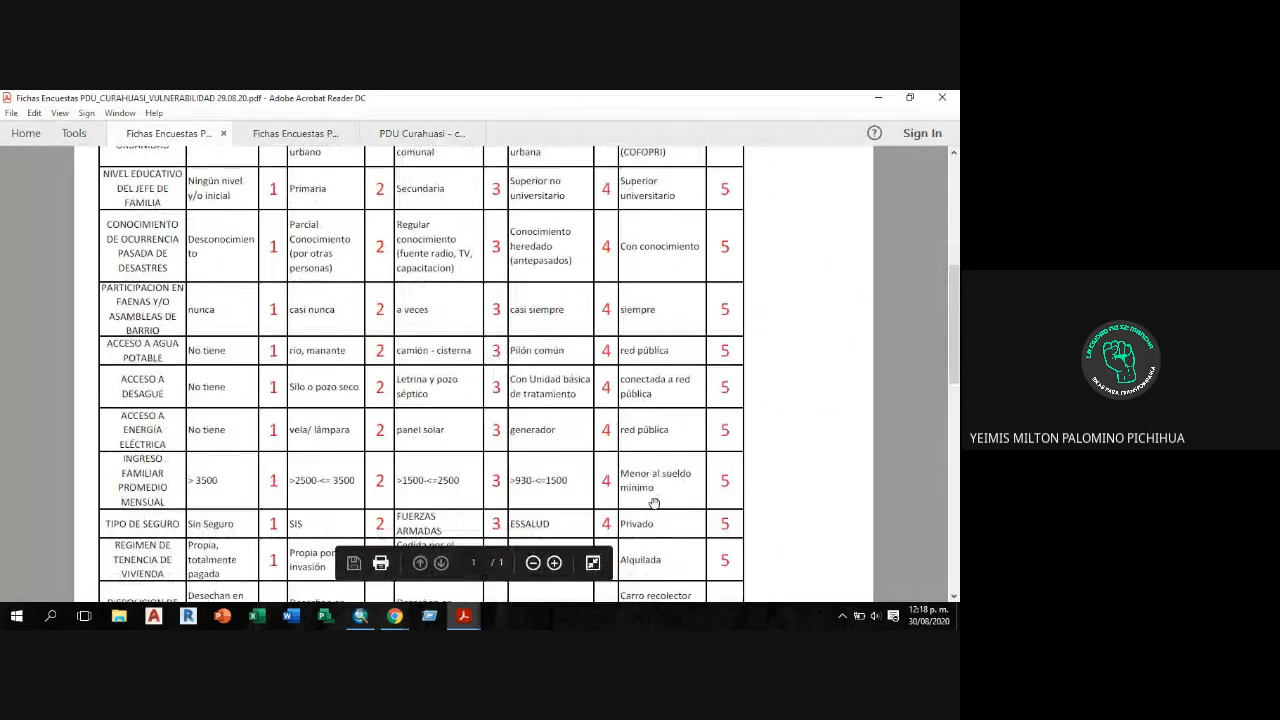 Fichas Encuestas PDU_CURAHUASI_VULNERABILIDAD 29.08.20.pdf - Adobe Acrobat Reader DC
File Edit View Sign Window Help
Home Tools Fichas Encuestas P... × Fichas Encuestas P... PDU Curahuasi - c... ? Sign In
urbano comunal urbana (COFOPRI)
NIVEL EDUCATIVO
DEL JEFE DE
FAMILIA
Ningún nivel
y/o inicial
1
Primaria
2
Secundaria
3
Superior no
universitario
4
Superior
universitario
5
CONOCIMIENTO
DE OCURRENCIA
PASADA DE
DESASTRES
Desconocimien
to
1
Parcial
Conocimiento
(por otras
personas)
2
Regular
conocimiento
(fuente radio, TV,
capacitacion)
3
Conocimiento
heredado
(antepasados)
4
Con conocimiento
5
PARTICIPACION EN
FAENAS Y/O
ASAMBLEAS DE
BARRIO
nunca
1
casi nunca
2
a veces
3
casi siempre
4
siempre
5
ACCESO A AGUA
POTABLE
No tiene
1
río, manante
2
camión - cisterna
3
Pilón común
4
red pública
5
ACCESO A
DESAGUE
No tiene
1
Silo o pozo seco
2
Letrina y pozo
séptico
3
Con Unidad básica
de tratamiento
4
conectada a red
pública
5
ACCESO A
ENERGÍA
ELÉCTRICA
No tiene
1
vela/ lámpara
2
panel solar
3
generador
4
red pública
5
INGRESO
FAMILIAR
PROMEDIO
MENSUAL
> 3500
1
>2500-<= 3500
2
>1500-<=2500
3
>930-<=1500
4
Menor al sueldo
mínimo
5
TIPO DE SEGURO
Sin Seguro
1
SIS
2
FUERZAS
ARMADAS
3
ESSALUD
4
Privado
5
REGIMEN DE
TENENCIA DE
VIVIENDA
Propia,
totalmente
pagada
1
Propia por
invasión
Alquilada
5
1 / 1
Desechan en
Carro recolector
12:18 p. m.
30/08/2020
YEIMIS MILTON PALOMINO PICHIHUA